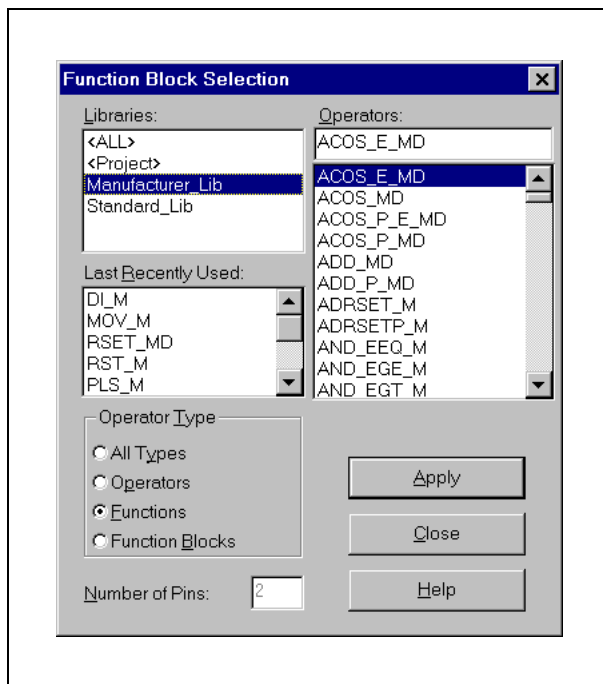 Function Block Selection
Libraries:
<ALL>
<Project>
Manufacturer_Lib
Standard_Lib
Operators:
ACOS_E_MD
ACOS_E_MD
ACOS_MD
ACOS_P_E_MD
ACOS_P_MD
ADD_MD
ADD_P_MD
ADRSET_M
ADRSETP_M
AND_EEQ_M
AND_EGE_M
AND_EGT_M
Last Recently Used:
DI_M
MOV_M
RSET_MD
RST_M
PLS_M
Operator Type
All Types
Operators
Functions
Function Blocks
Number of Pins:
2
Apply
Close
Help